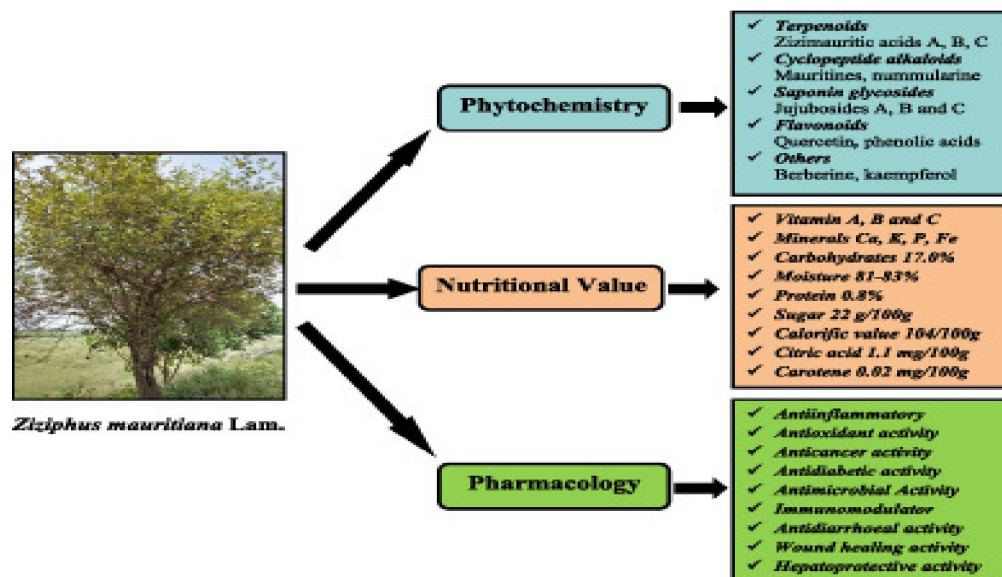 Ziziphus mauritiana Lam.
Phytochemistry
✓ Terpenoids
Zizimauritic acids A, B, C
✓ Cyclopeptide alkaloids
Mauritines, nummularine
✓ Saponin glycosides
Jujubosides A, B and C
✓ Flavonoids
Quercetin, phenolic acids
✓ Others
Berberine, kaempferol
Nutritional Value
✓ Vitamin A, B and C
✓ Minerals Ca, K, P, Fe
✓ Carbohydrates 17.0%
✓ Moisture 81-83%
✓ Protein 0.8%
✓ Sugar 22 g/100g
✓ Calorific value 104/100g
✓ Citric acid 1.1 mg/100g
✓ Carotene 0.02 mg/100g
Pharmacology
✓ Antiinflammatory
✓ Antioxidant activity
✓ Anticancer activity
✓ Antidiabetic activity
✓ Antimicrobial Activity
✓ Immunomodulator
✓ Antidiarrhoeal activity
✓ Wound healing activity
✓ Hepatoprotective activity